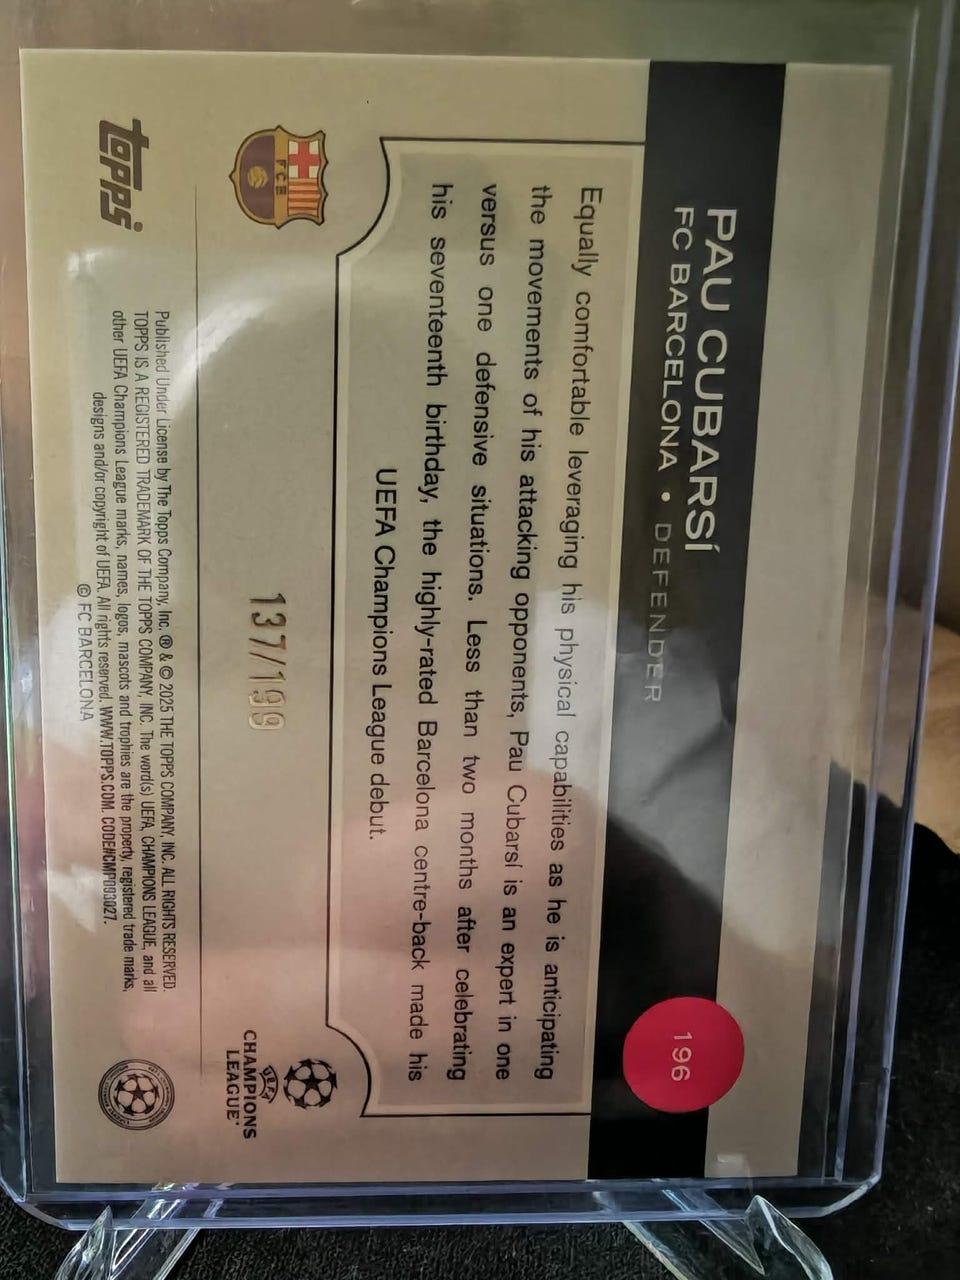 PAU CUBARSÍ
FC BARCELONA • DEFENDER
196
Equally comfortable leveraging his physical capabilities as he is anticipating
the movements of his attacking opponents, Pau Cubarsí is an expert in one
versus one defensive situations. Less than two months after celebrating
his seventeenth birthday, the highly-rated Barcelona centre-back made his
UEFA Champions League debut.
FCB
137/199
UEFA
CHAMPIONS
LEAGUE
topps
Published Under License by The Topps Company, Inc. ® & © 2025 THE TOPPS COMPANY, INC. ALL RIGHTS RESERVED.
TOPPS IS A REGISTERED TRADEMARK OF THE TOPPS COMPANY, INC. The word(s) UEFA, CHAMPIONS LEAGUE, and all
other UEFA Champions League marks, names, logos, mascots and trophies are the property, registered trade marks,
designs and/or copyright of UEFA. All rights reserved. WWW.TOPPS.COM. CODE#CMP083027.
© FC BARCELONA